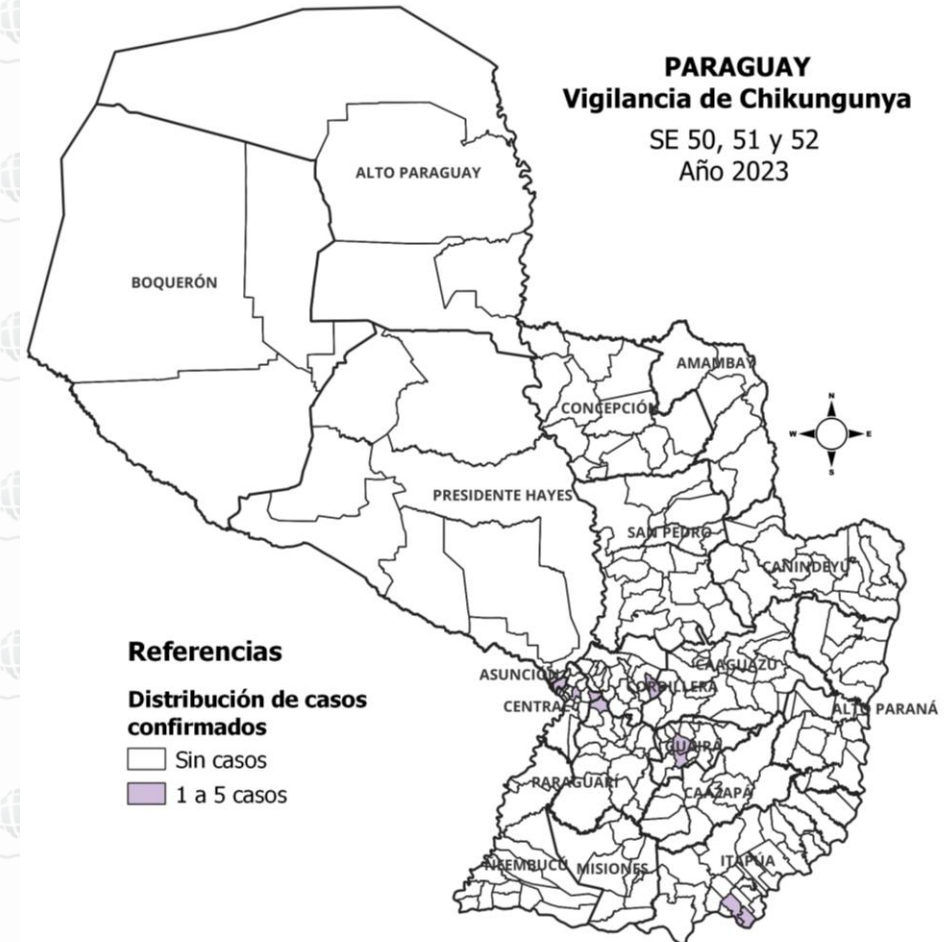 PARAGUAY
Vigilancia de Chikungunya
SE 50, 51 y 52
Año 2023
ALTO PARAGUAY
BOQUERÓN
AMAMBAY
CONCEPCIÓN
N
W
E
S
PRESIDENTE HAYES
SAN PEDRO
CANINDEYÚ
Referencias
Distribución de casos
confirmados
Sin casos
1 a 5 casos
ASUNCIÓN
CAAGUAZÚ
CORDILLERA
CENTRAL
ALTO PARANÁ
GUAIRÁ
PARAGUARÍ
CAAZAPÁ
ÑEEMBUCÚ
MISIONES
ITAPÚA